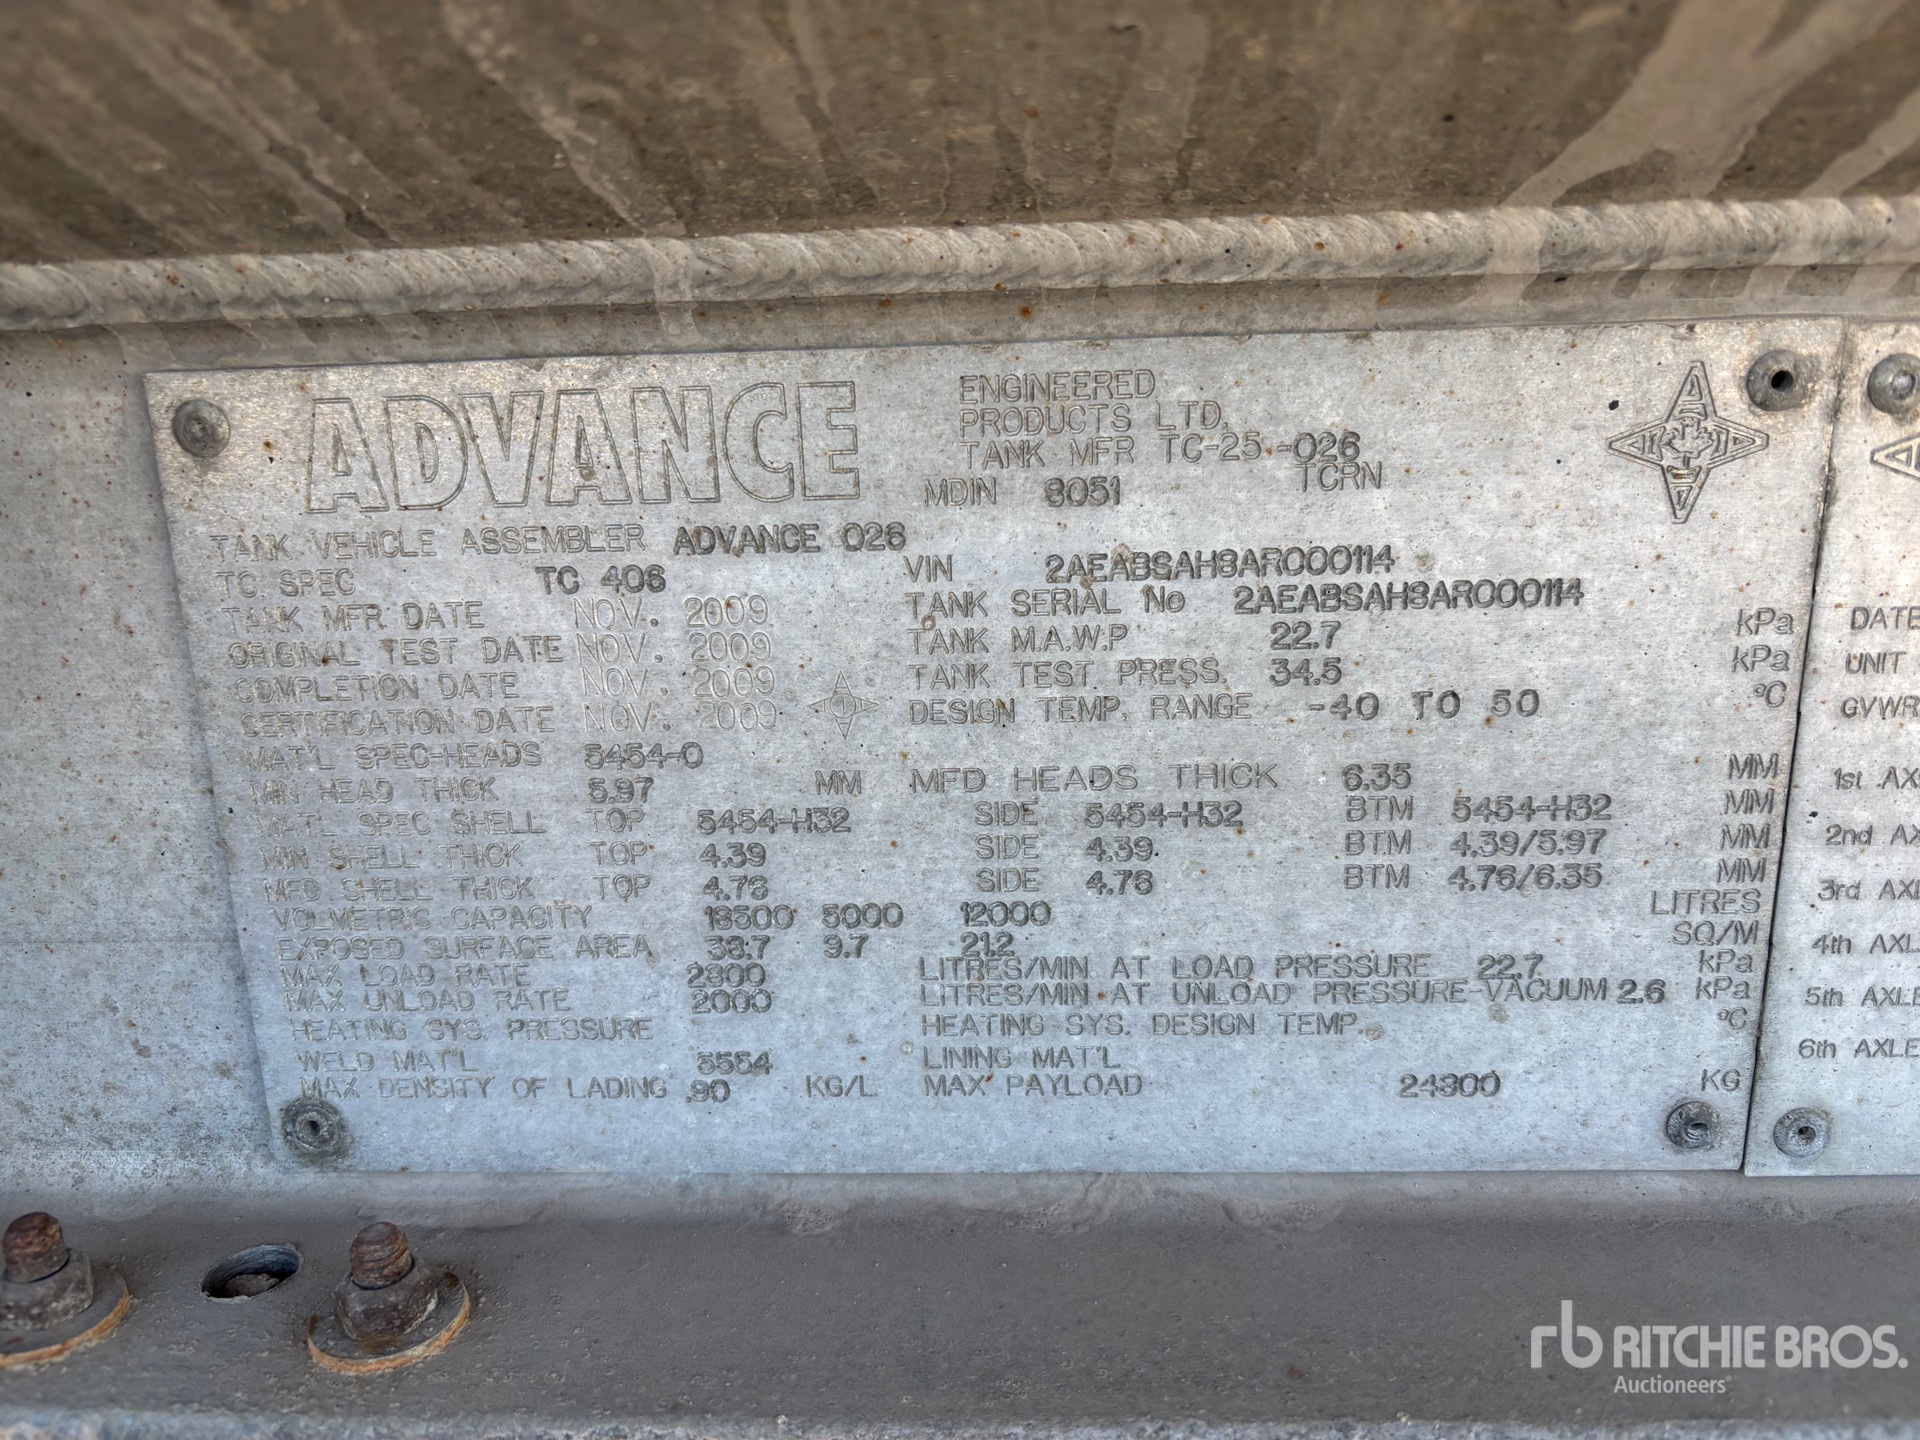 ADVANCE
ENGINEERED
PRODUCTS LTD.
TANK MFR TC-25-026
MDIN 8051 TCRN
TANK VEHICLE ASSEMBLER ADVANCE 026
VIN 2AEABSAH8AR000114
TC SPEC TC 406
TANK SERIAL No 2AEABSAH8AR000114
TANK MFR DATE NOV. 2009
TANK M.A.W.P 22.7 kPa
ORIGINAL TEST DATE NOV. 2009
TANK TEST PRESS. 34.5 kPa
COMPLETION DATE NOV. 2009
DESIGN TEMP. RANGE -40 TO 50 °C
CERTIFICATION DATE NOV. 2009
MAT'L SPEC-HEADS 5454-0
MIN HEAD THICK 5.97 MM MFD HEADS THICK 6.35 MM
MAT'L SPEC SHELL TOP 5454-H32 SIDE 5454-H32 BTM 5454-H32 MM
MIN SHELL THICK TOP 4.39 SIDE 4.39 BTM 4.39/5.97 MM
MFD SHELL THICK TOP 4.76 SIDE 4.76 BTM 4.76/6.35 MM
VOLMETRIC CAPACITY 18500 5000 12000 LITRES
EXPOSED SURFACE AREA 38.7 9.7 21.2 SQ/M
MAX LOAD RATE 2800 LITRES/MIN AT LOAD PRESSURE 22.7 kPa
MAX UNLOAD RATE 2000 LITRES/MIN AT UNLOAD PRESSURE-VACUUM 2.6 kPa
HEATING SYS. PRESSURE HEATING SYS. DESIGN TEMP. °C
WELD MAT'L 5554 LINING MAT'L
MAX DENSITY OF LADING .90 KG/L MAX PAYLOAD 24300 KG
DATE
UNIT
GVWR
1st AX
2nd AX
3rd AX
4th AXL
5th AXLE
6th AXLE
rb RITCHIE BROS.
Auctioneers